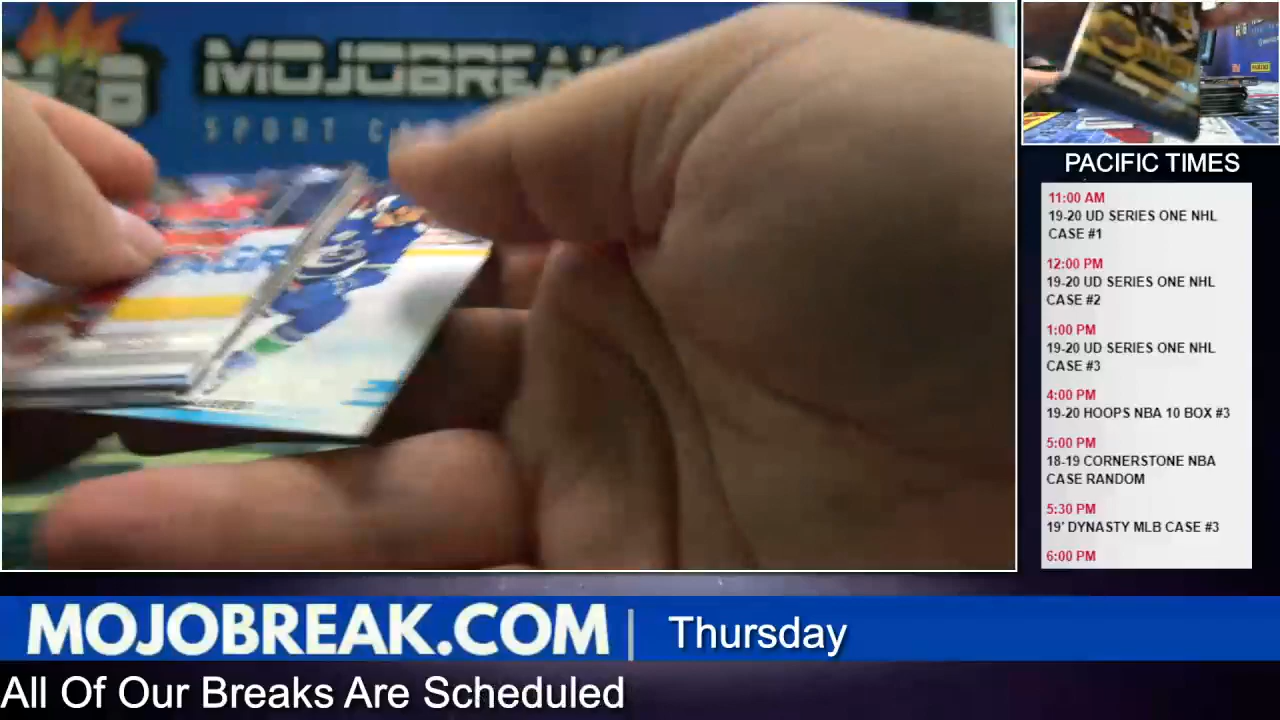 MOJOBREAK
SPORT CA
PACIFIC TIMES
11:00 AM
19-20 UD SERIES ONE NHL
CASE #1
12:00 PM
19-20 UD SERIES ONE NHL
CASE #2
1:00 PM
19-20 UD SERIES ONE NHL
CASE #3
4:00 PM
19-20 HOOPS NBA 10 BOX #3
5:00 PM
18-19 CORNERSTONE NBA
CASE RANDOM
5:30 PM
19' DYNASTY MLB CASE #3
6:00 PM
MOJOBREAK.COM | Thursday
All Of Our Breaks Are Scheduled